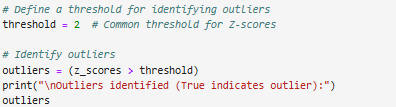 # Define a threshold for identifying outliers
threshold = 2  # Common threshold for Z-scores
# Identify outliers
outliers = (z_scores > threshold)
print("\nOutliers identified (True indicates outlier):")
outliers